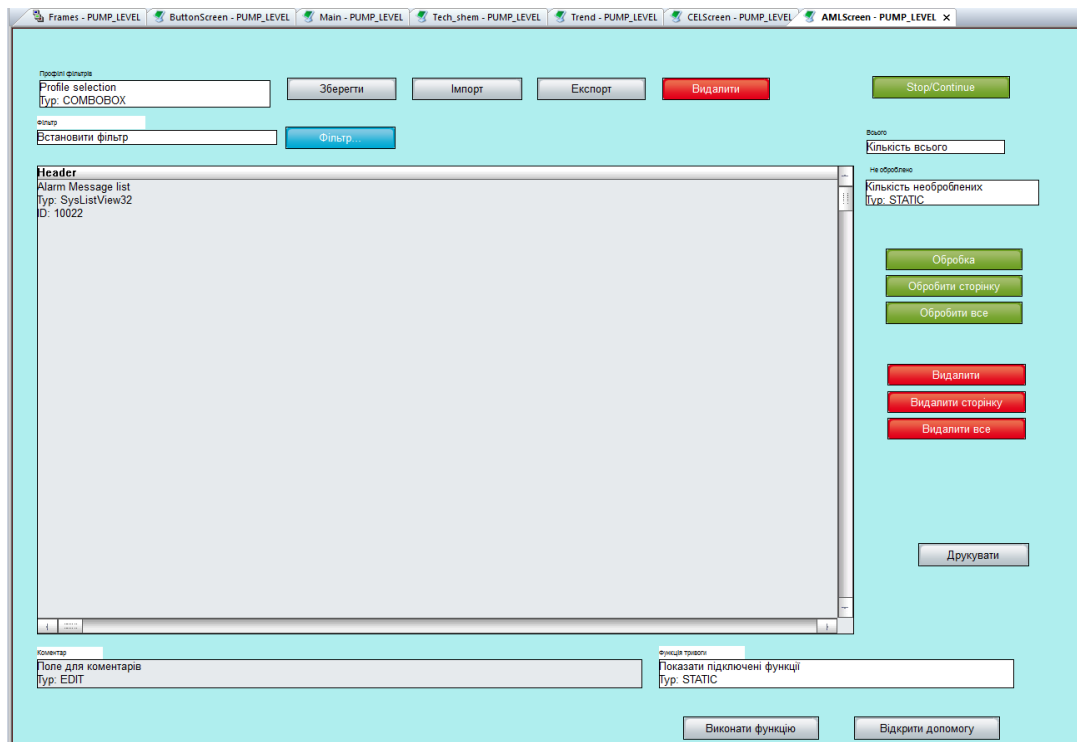 Frames - PUMP_LEVEL ButtonScreen - PUMP_LEVEL Main - PUMP_LEVEL Tech_shem - PUMP_LEVEL Trend - PUMP_LEVEL CELScreen - PUMP_LEVEL AMLScreen - PUMP_LEVEL X
Профілі фільтрів
Profile selection
Typ: COMBOBOX
Зберегти Імпорт Експорт Видалити Stop/Continue
Фільтр
Встановити фільтр
Фільтр...
Всього
Кількість всього
Не оброблено
Кількість необроблених
Typ: STATIC
Header
Alarm Message list
Typ: SysListView32
ID: 10022
Обробка
Обробити сторінку
Обробити все
Видалити
Видалити сторінку
Видалити все
Друкувати
Коментар
Поле для коментарів
Typ: EDIT
Функція тривоги
Показати підключені функції
Typ: STATIC
Виконати функцію Відкрити допомогу